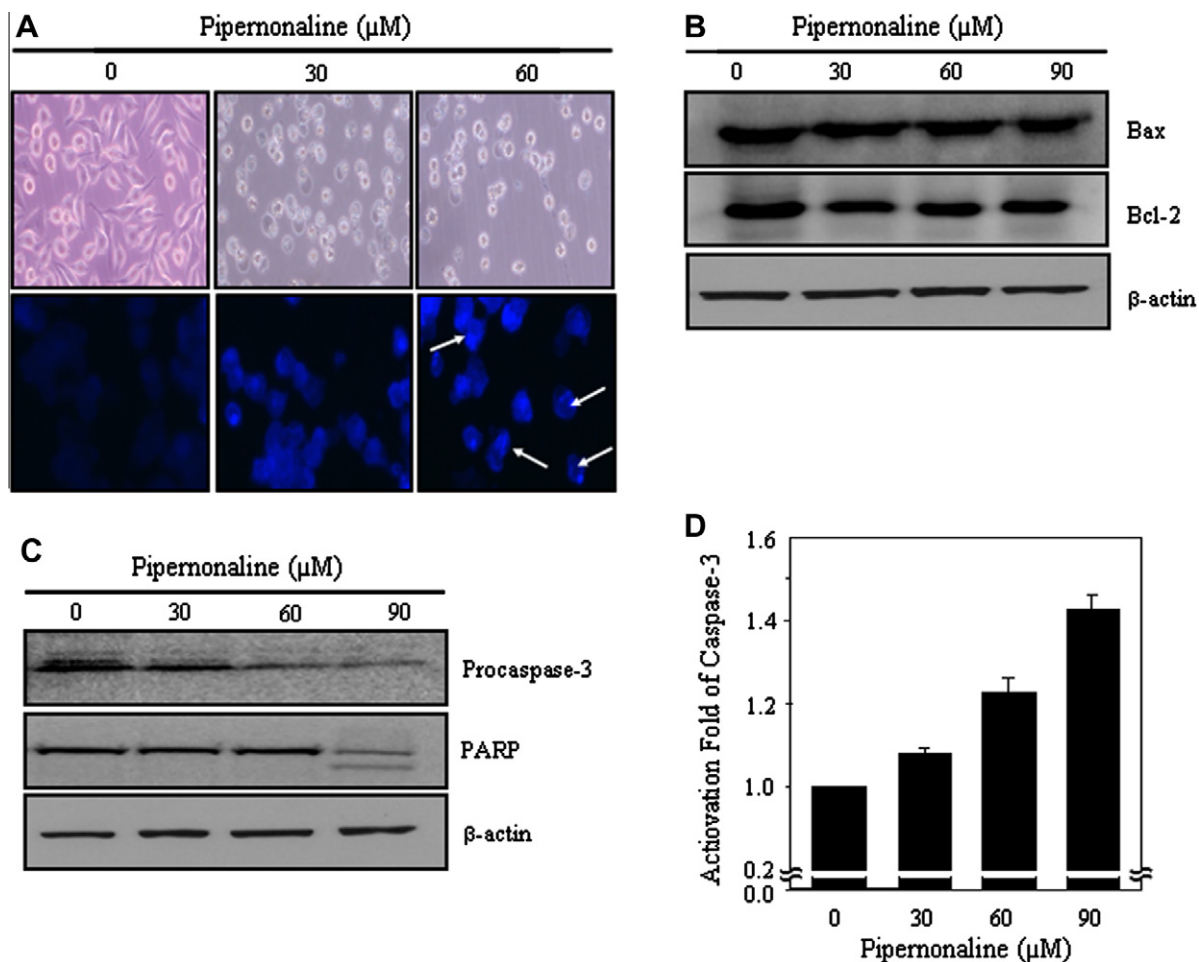 A
Pipernonaline (μM)
0 30 60
B
Pipernonaline (μM)
0 30 60 90
Bax
Bcl-2
β-actin
C
Pipernonaline (μM)
0 30 60 90
Procaspase-3
PARP
β-actin
D
Actiovation Fold of Caspase-3
1.6
1.4
1.2
1.0
0.2
0.0
0 30 60 90
Pipernonaline (μM)